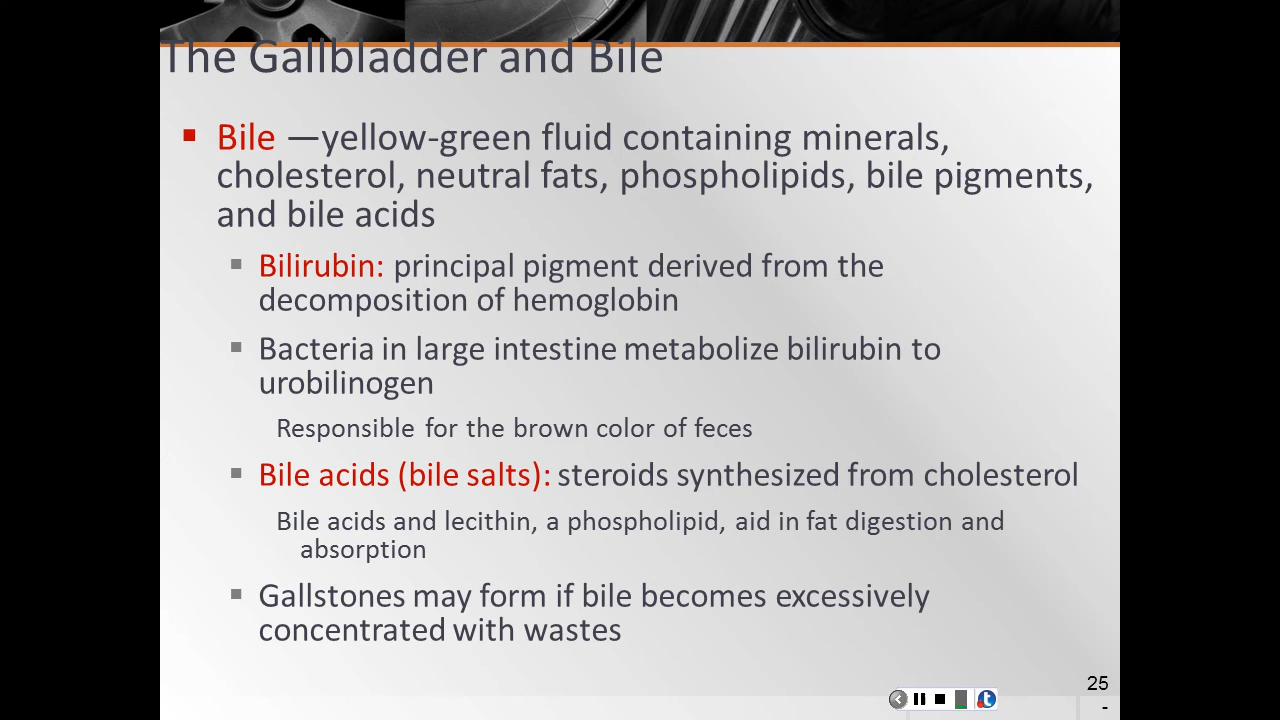 The Gallbladder and Bile
Bile —yellow-green fluid containing minerals,
cholesterol, neutral fats, phospholipids, bile pigments,
and bile acids
Bilirubin: principal pigment derived from the
decomposition of hemoglobin
Bacteria in large intestine metabolize bilirubin to
urobilinogen
Responsible for the brown color of feces
Bile acids (bile salts): steroids synthesized from cholesterol
Bile acids and lecithin, a phospholipid, aid in fat digestion and
absorption
Gallstones may form if bile becomes excessively
concentrated with wastes
25
-
t